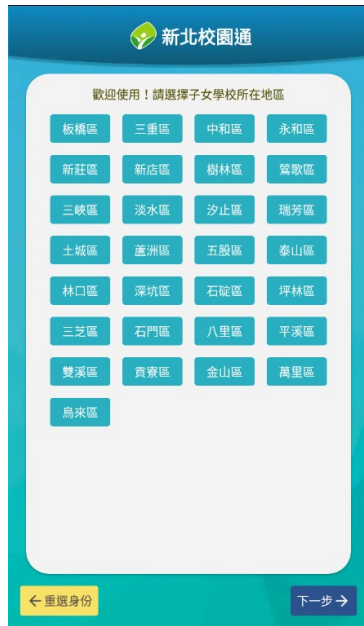 新北校園通
歡迎使用！請選擇子女學校所在地區
板橋區 三重區 中和區 永和區
新莊區 新店區 樹林區 鶯歌區
三峽區 淡水區 汐止區 瑞芳區
土城區 蘆洲區 五股區 泰山區
林口區 深坑區 石碇區 坪林區
三芝區 石門區 八里區 平溪區
雙溪區 貢寮區 金山區 萬里區
烏來區
←重選身份 下一步→